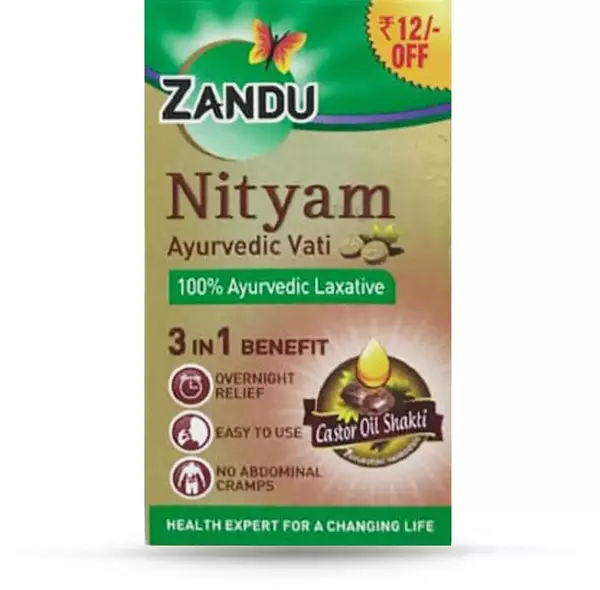 ₹12/-
OFF
ZANDU
Nityam
Ayurvedic Vati
100% Ayurvedic Laxative
3 IN 1 BENEFIT
OVERNIGHT
RELIEF
EASY TO USE
NO ABDOMINAL
CRAMPS
Castor Oil Shakti
HEALTH EXPERT FOR A CHANGING LIFE